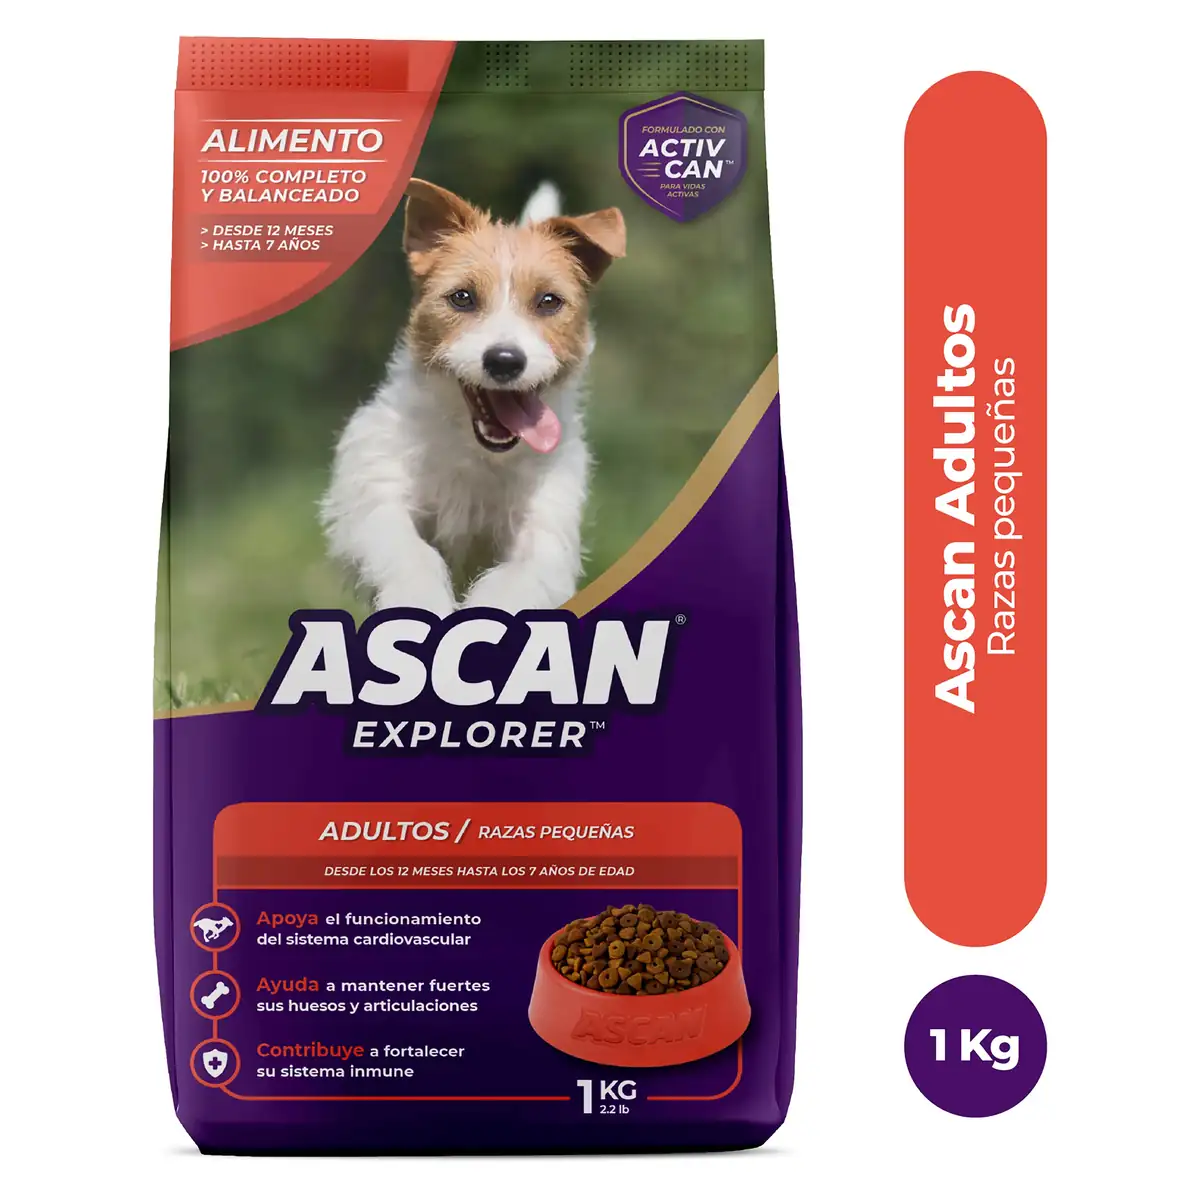 ALIMENTO
100% COMPLETO
Y BALANCEADO
> DESDE 12 MESES
> HASTA 7 AÑOS
FORMULADO CON
ACTIV
CAN™
PARA VIDAS
ACTIVAS
ASCAN®
EXPLORER™
ADULTOS / RAZAS PEQUEÑAS
DESDE LOS 12 MESES HASTA LOS 7 AÑOS DE EDAD
Apoya el funcionamiento
del sistema cardiovascular
Ayuda a mantener fuertes
sus huesos y articulaciones
Contribuye a fortalecer
su sistema inmune
ASCAN
1 KG
2.2 lb
Ascan Adultos
Razas pequeñas
1 Kg